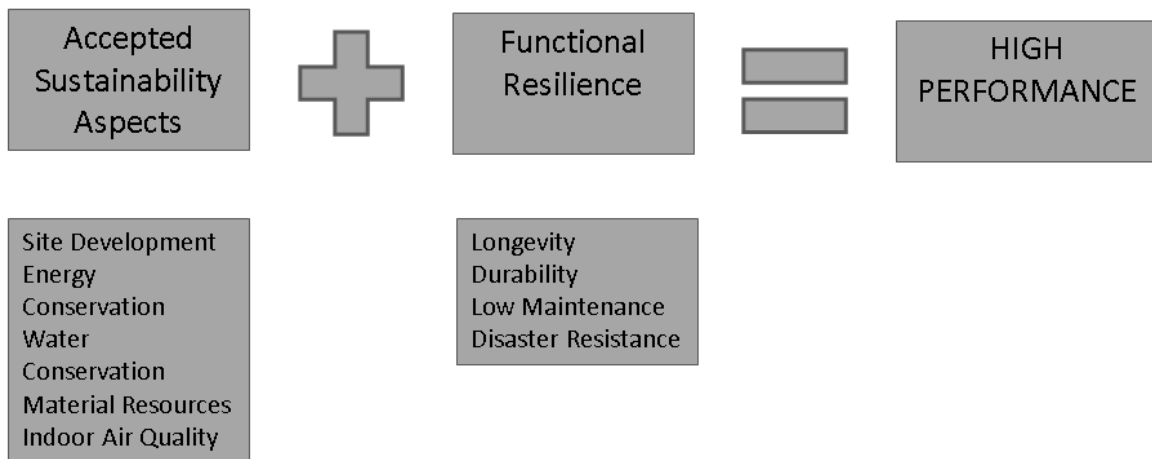 Accepted
Sustainability
Aspects
Functional
Resilience
HIGH
PERFORMANCE
Site Development
Energy
Conservation
Water
Conservation
Material Resources
Indoor Air Quality
Longevity
Durability
Low Maintenance
Disaster Resistance